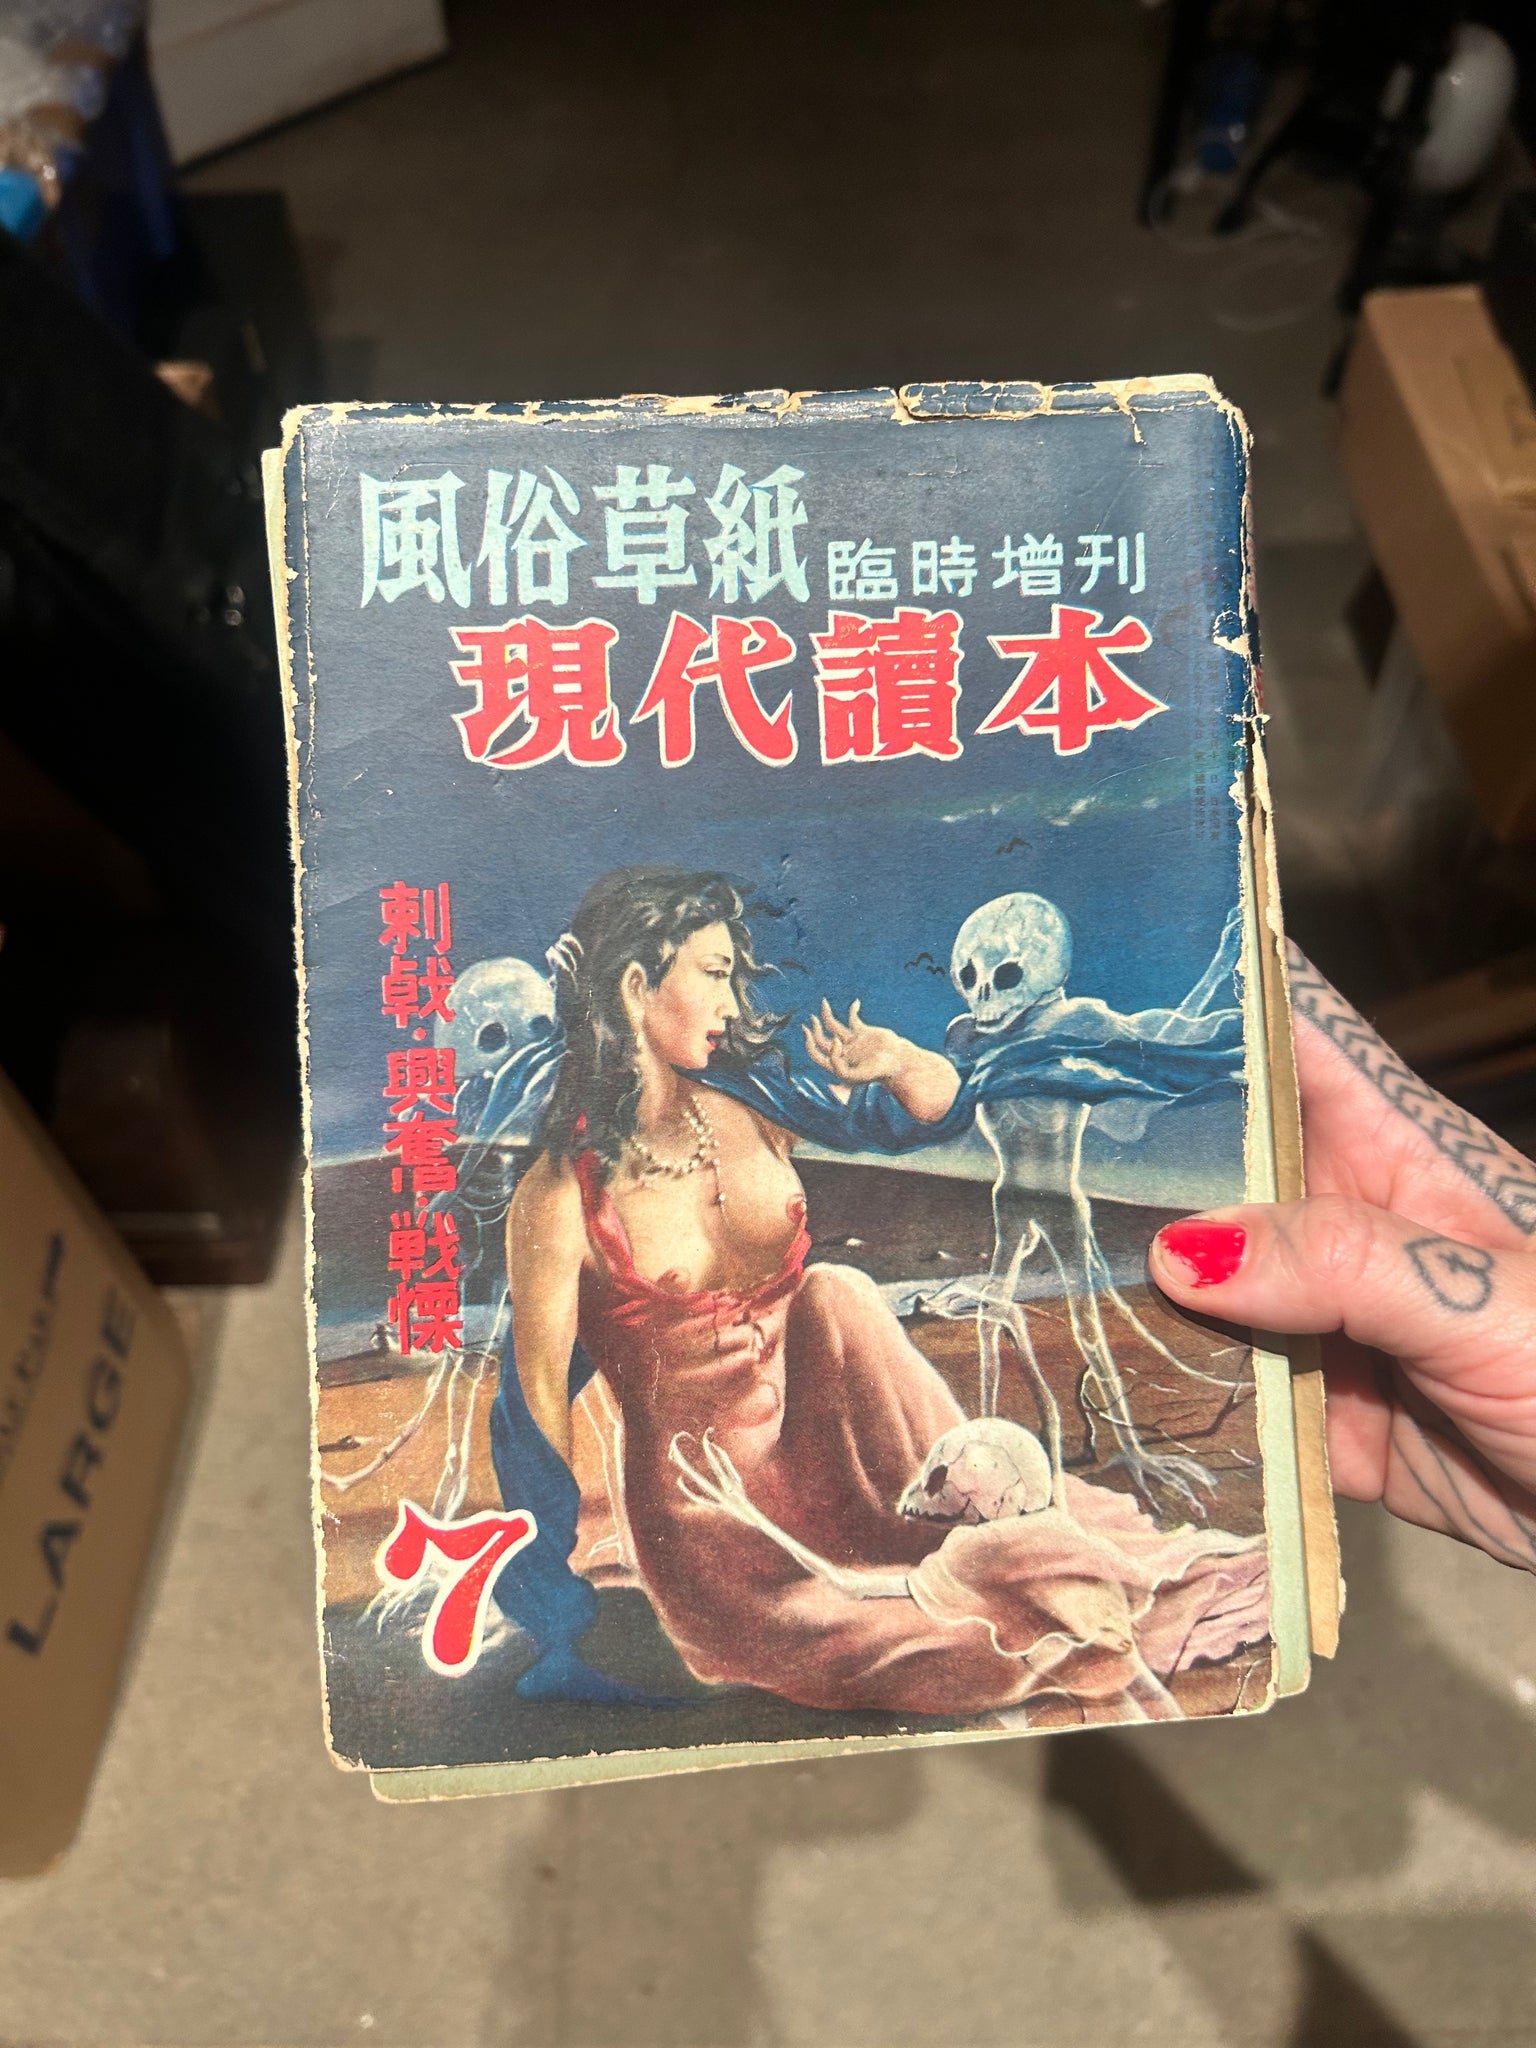 風俗草紙
臨時増刊
現代讀本
刺戟・興奮・戦慄
7
LARGE